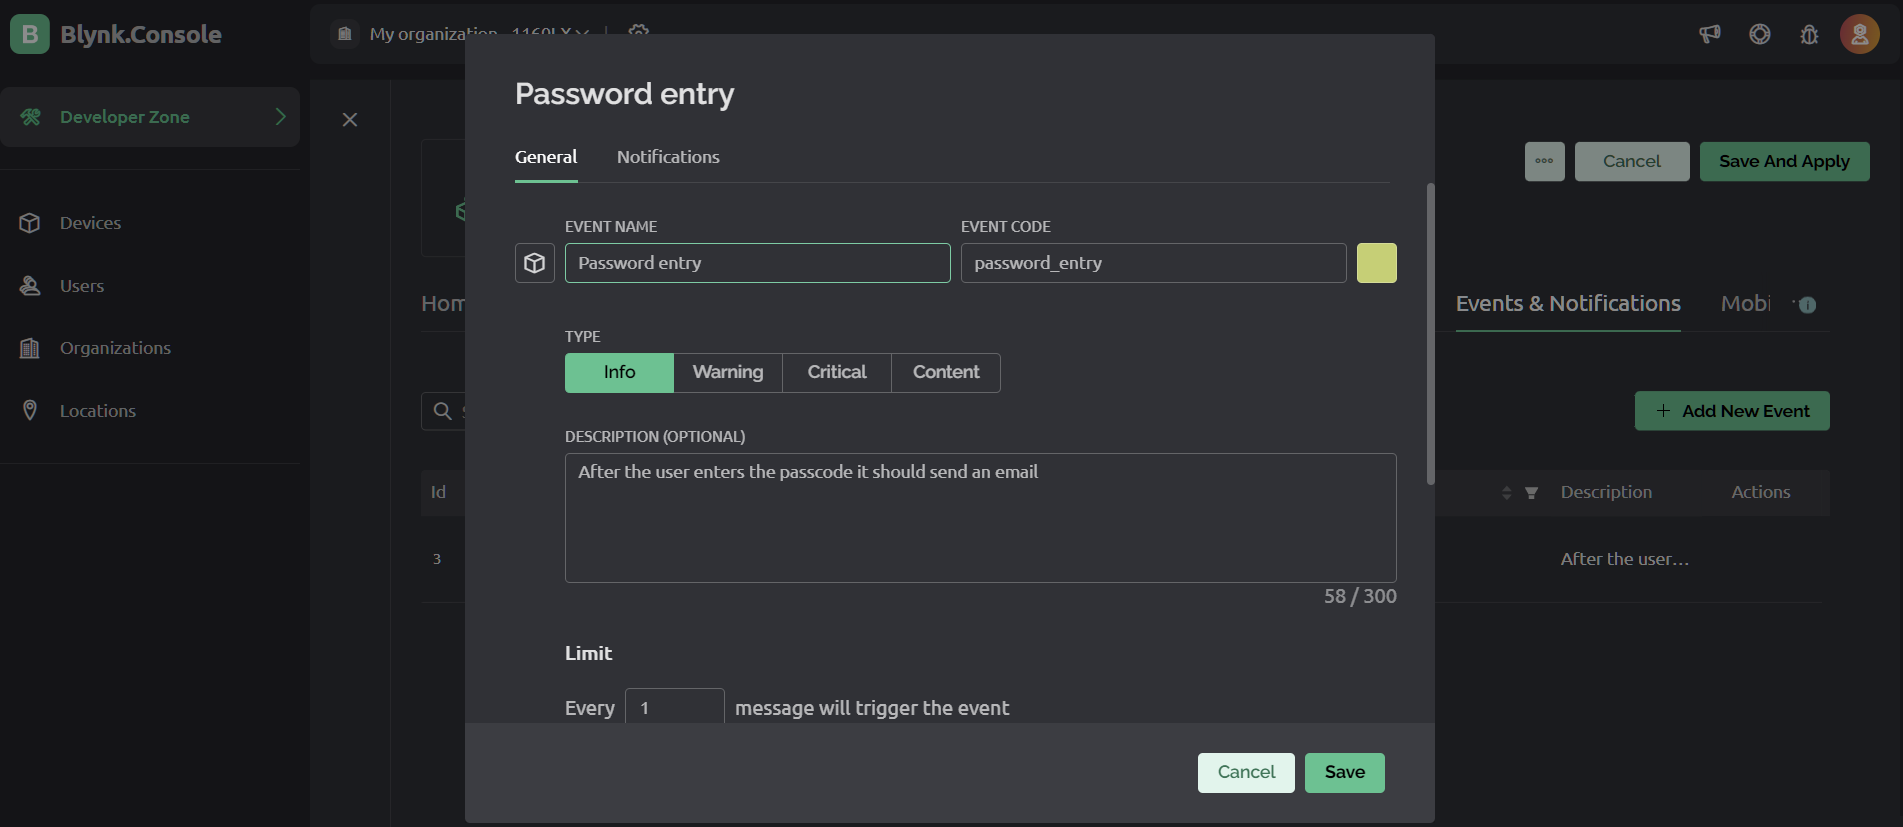 B Blynk.Console
My organization - 1160LX
Developer Zone
Devices
Users
Organizations
Locations
Cancel
Save And Apply
Hom
Events & Notifications
Mobi
Add New Event
Id
Description
Actions
3
After the user...
Password entry
General
Notifications
EVENT NAME
EVENT CODE
Password entry
password_entry
TYPE
Info
Warning
Critical
Content
DESCRIPTION (OPTIONAL)
After the user enters the passcode it should send an email
58 / 300
Limit
Every 1 message will trigger the event
Cancel
Save